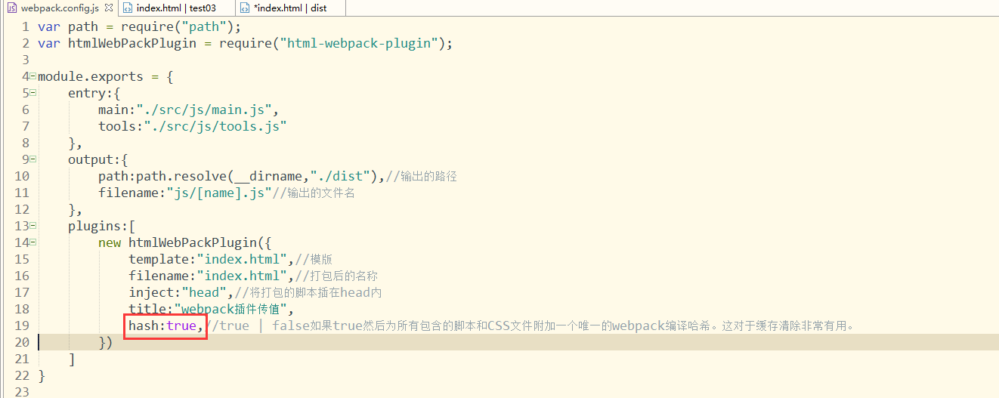 webpack.config.js index.html | test03 *index.html | dist
1 var path = require("path");
2 var htmlWebPackPlugin = require("html-webpack-plugin");
3
4 module.exports = {
5 entry:{
6 main:"./src/js/main.js",
7 tools:"./src/js/tools.js"
8 },
9 output:{
10 path:path.resolve(__dirname,"./dist"),//输出的路径
11 filename:"js/[name].js"//输出的文件名
12 },
13 plugins:[
14 new htmlWebPackPlugin({
15 template:"index.html",//模版
16 filename:"index.html",//打包后的名称
17 inject:"head",//将打包的脚本插在head内
18 title:"webpack插件传值",
19 hash:true,//true | false如果true然后为所有包含的脚本和CSS文件附加一个唯一的webpack编译哈希。这对于缓存清除非常有用。
20 })
21 ]
22 }
23